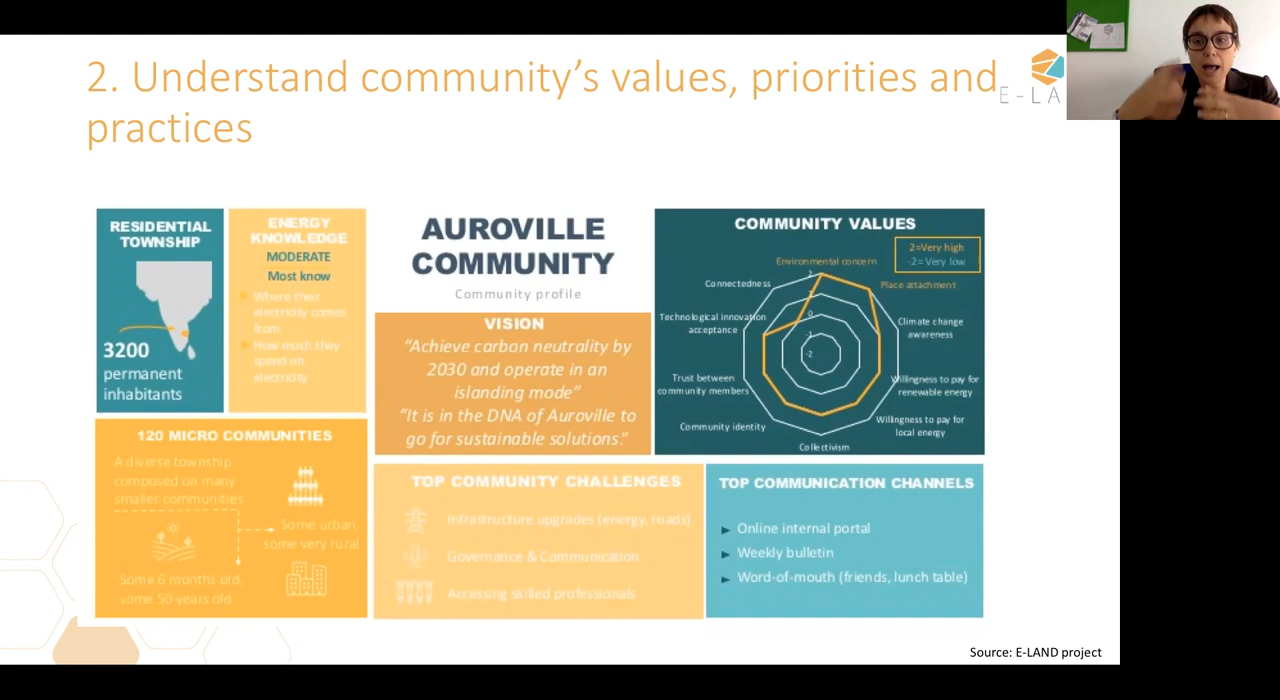 2. Understand community's values, priorities and
practices
E-LA
RESIDENTIAL
TOWNSHIP
3200
permanent
inhabitants
ENERGY
KNOWLEDGE
MODERATE
Most know
Where their
electricity comes
from
How much they
spend on
electricity
AUROVILLE
COMMUNITY
Community profile
VISION
“Achieve carbon neutrality by
2030 and operate in an
islanding mode”
“It is in the DNA of Auroville to
go for sustainable solutions.”
COMMUNITY VALUES
2=Very high
-2= Very low
Environmental concern
Place attachment
Climate change
awareness
Willingness to pay for
renewable energy
Willingness to pay for
local energy
Collectivism
Community identity
Trust between
community members
Technological innovation
acceptance
Connectedness
2
1
0
-1
-2
120 MICRO COMMUNITIES
A diverse township
composed on many
smaller communities
Some urban,
some very rural
Some 6 months old,
some 50 years old.
TOP COMMUNITY CHALLENGES
Infrastructure upgrades (energy, roads)
Governance & Communication
Accessing skilled professionals
TOP COMMUNICATION CHANNELS
Online internal portal
Weekly bulletin
Word-of-mouth (friends, lunch table)
Source: E-LAND project